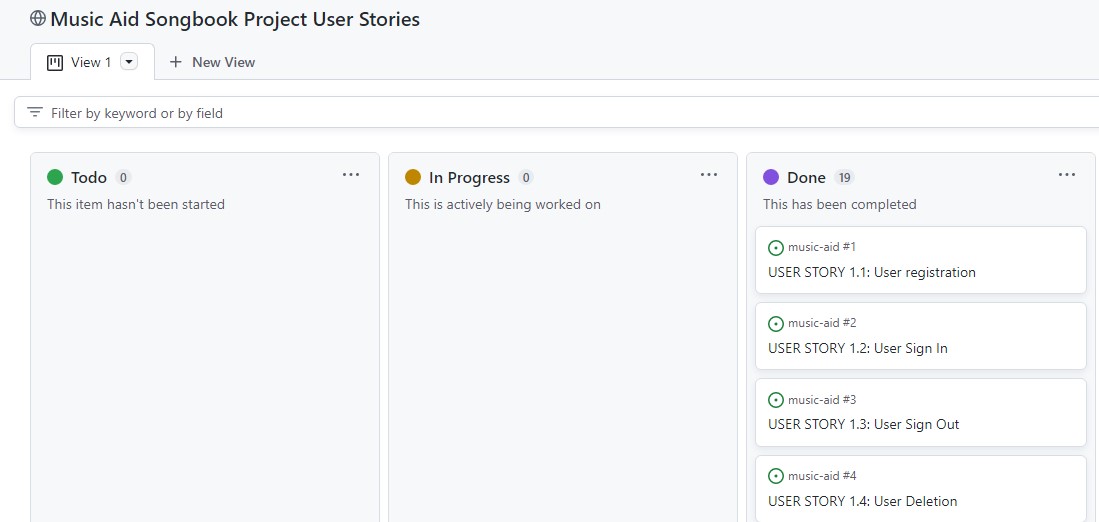 Music Aid Songbook Project User Stories
View 1
New View
Filter by keyword or by field
Todo 0
This item hasn't been started
In Progress 0
This is actively being worked on
Done 19
This has been completed
music-aid #1
USER STORY 1.1: User registration
music-aid #2
USER STORY 1.2: User Sign In
music-aid #3
USER STORY 1.3: User Sign Out
music-aid #4
USER STORY 1.4: User Deletion